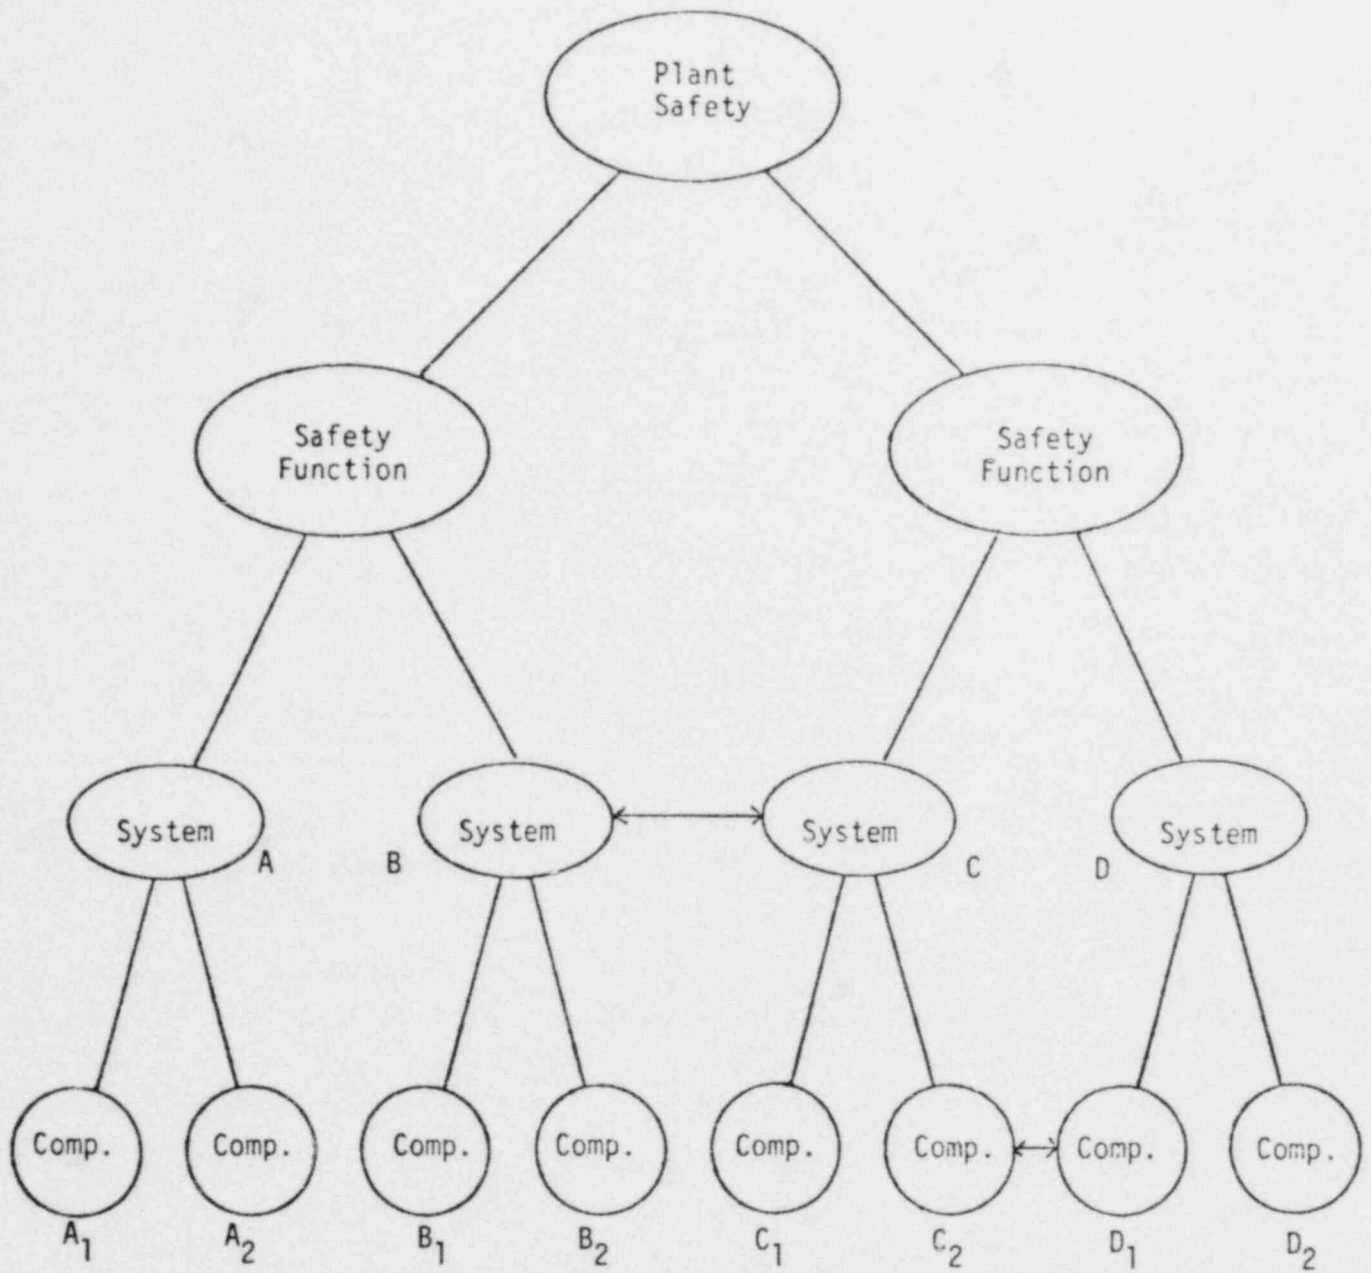 Plant
Safety
Safety
Function
Safety
Function
System
A
B
System
System
C
D
System
Comp.
Comp.
Comp.
Comp.
Comp.
Comp.
Comp.
Comp.
A1
A2
B1
B2
C1
C2
D1
D2